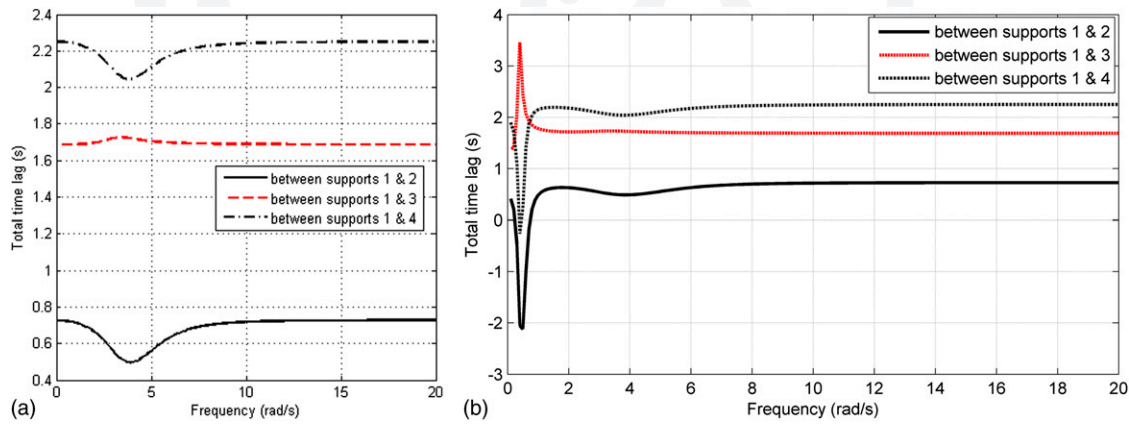 2.4
2.2
2
1.8
1.6
1.4
1.2
1
0.8
0.6
0.4
Total time lag (s)
between supports 1 & 2
between supports 1 & 3
between supports 1 & 4
0 5 10 15 20
Frequency (rad/s)
(a)
4
3
2
1
0
-1
-2
-3
Total time lag (s)
between supports 1 & 2
between supports 1 & 3
between supports 1 & 4
0 2 4 6 8 10 12 14 16 18 20
Frequency (rad/s)
(b)